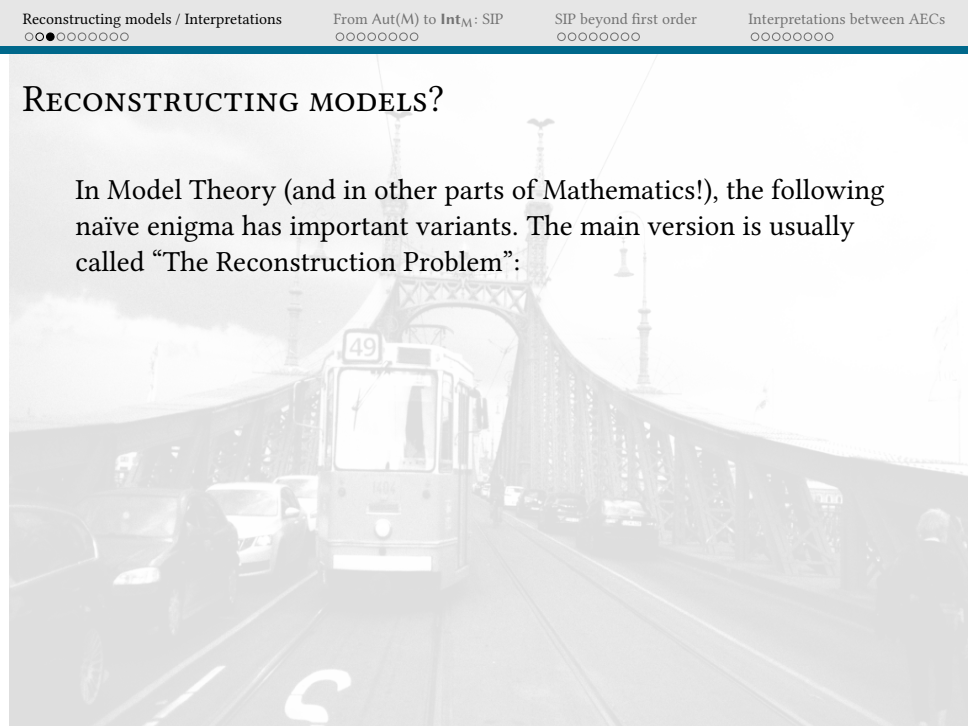 Reconstructing models / Interpretations
From Aut(M) to Int_M: SIP
SIP beyond first order
Interpretations between AECs
Reconstructing models?
In Model Theory (and in other parts of Mathematics!), the following
naïve enigma has important variants. The main version is usually
called “The Reconstruction Problem”:
49
1484
S